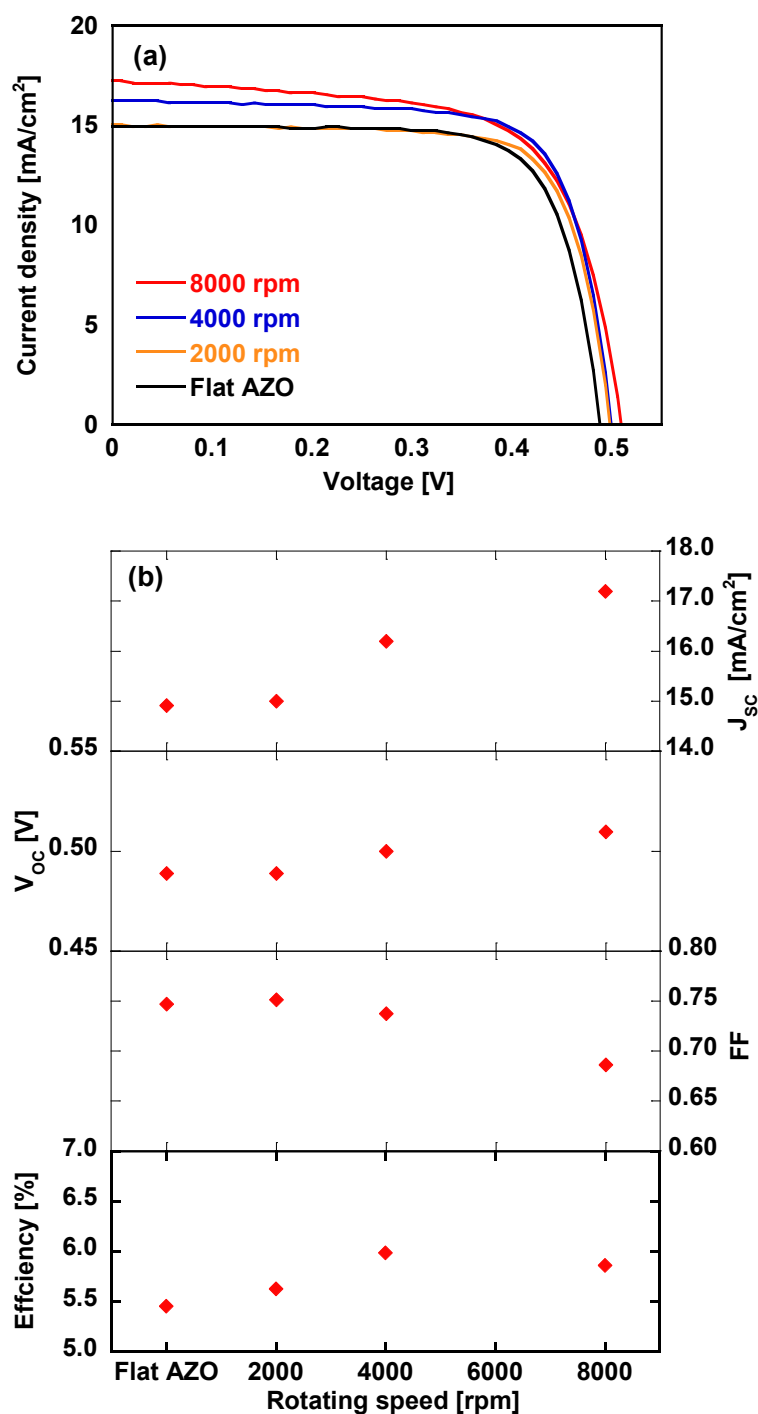 (a)
20
15
10
5
0
Current density [mA/cm²]
8000 rpm
4000 rpm
2000 rpm
Flat AZO
0 0.1 0.2 0.3 0.4 0.5
Voltage [V]
(b)
18.0
17.0
16.0
15.0
14.0
J_SC [mA/cm²]
0.55
0.50
0.45
V_OC [V]
0.80
0.75
0.70
0.65
0.60
FF
7.0
6.5
6.0
5.5
5.0
Effciency [%]
Flat AZO 2000 4000 6000 8000
Rotating speed [rpm]